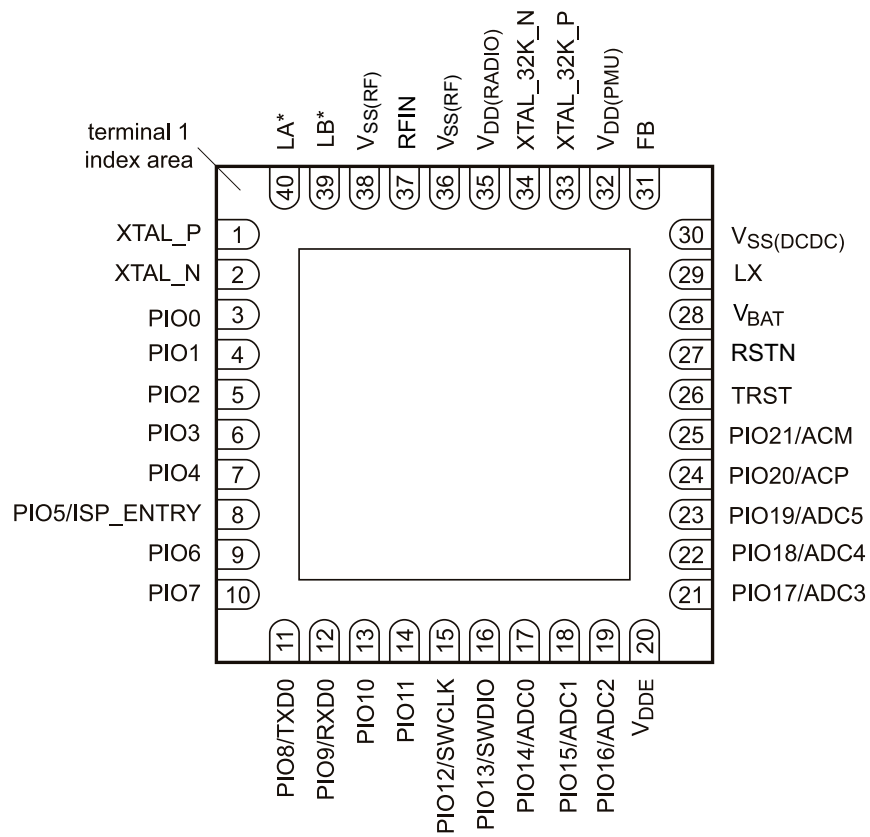 LA*
LB*
VSS(RF)
RFIN
VSS(RF)
VDD(RADIO)
XTAL_32K_N
XTAL_32K_P
VDD(PMU)
FB
terminal 1
index area
40
39
38
37
36
35
34
33
32
31
XTAL_P 1
XTAL_N 2
PIO0 3
PIO1 4
PIO2 5
PIO3 6
PIO4 7
PIO5/ISP_ENTRY 8
PIO6 9
PIO7 10
30 VSS(DCDC)
29 LX
28 VBAT
27 RSTN
26 TRST
25 PIO21/ACM
24 PIO20/ACP
23 PIO19/ADC5
22 PIO18/ADC4
21 PIO17/ADC3
11
12
13
14
15
16
17
18
19
20
PIO8/TXD0
PIO9/RXD0
PIO10
PIO11
PIO12/SWCLK
PIO13/SWDIO
PIO14/ADC0
PIO15/ADC1
PIO16/ADC2
VDDE